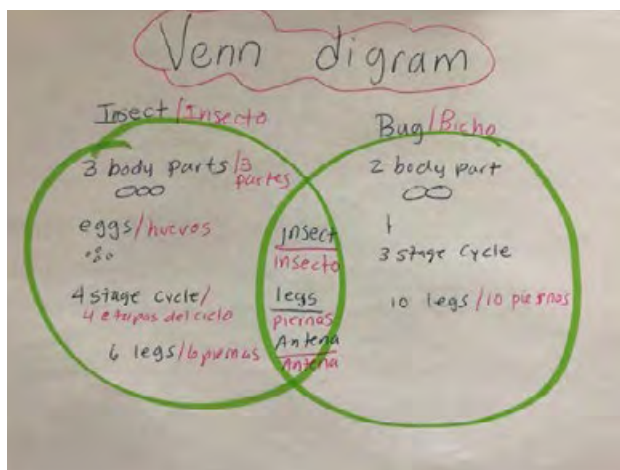 Venn digram
Insect/Insecto
3 body parts/3
partes
eggs/huevos
4 stage cycle/
4 etapas del ciclo
6 legs/6 piernas
insect
insecto
legs
piernas
Antena
Antena
Bug/Bicho
2 body part
3 stage cycle
10 legs/10 piernas